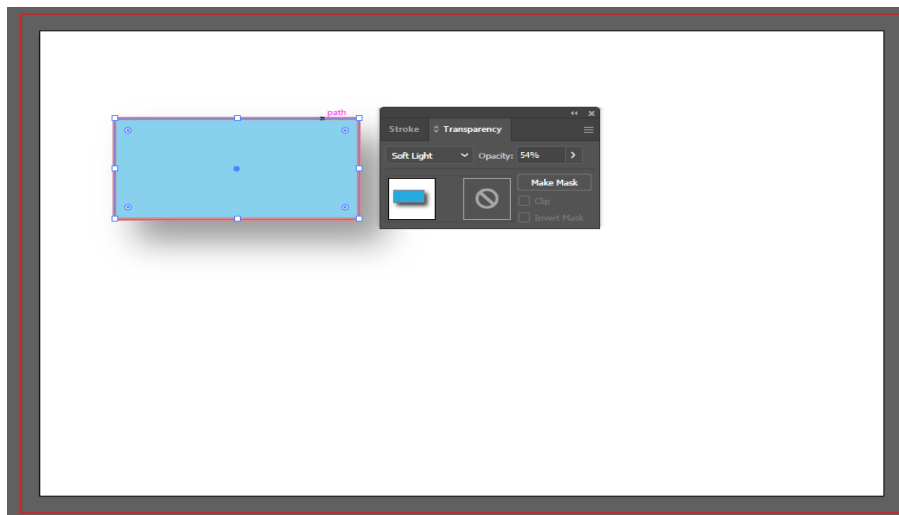 path
Stroke Transparency
Soft Light Opacity: 54%
Make Mask
Clip
Invert Mask